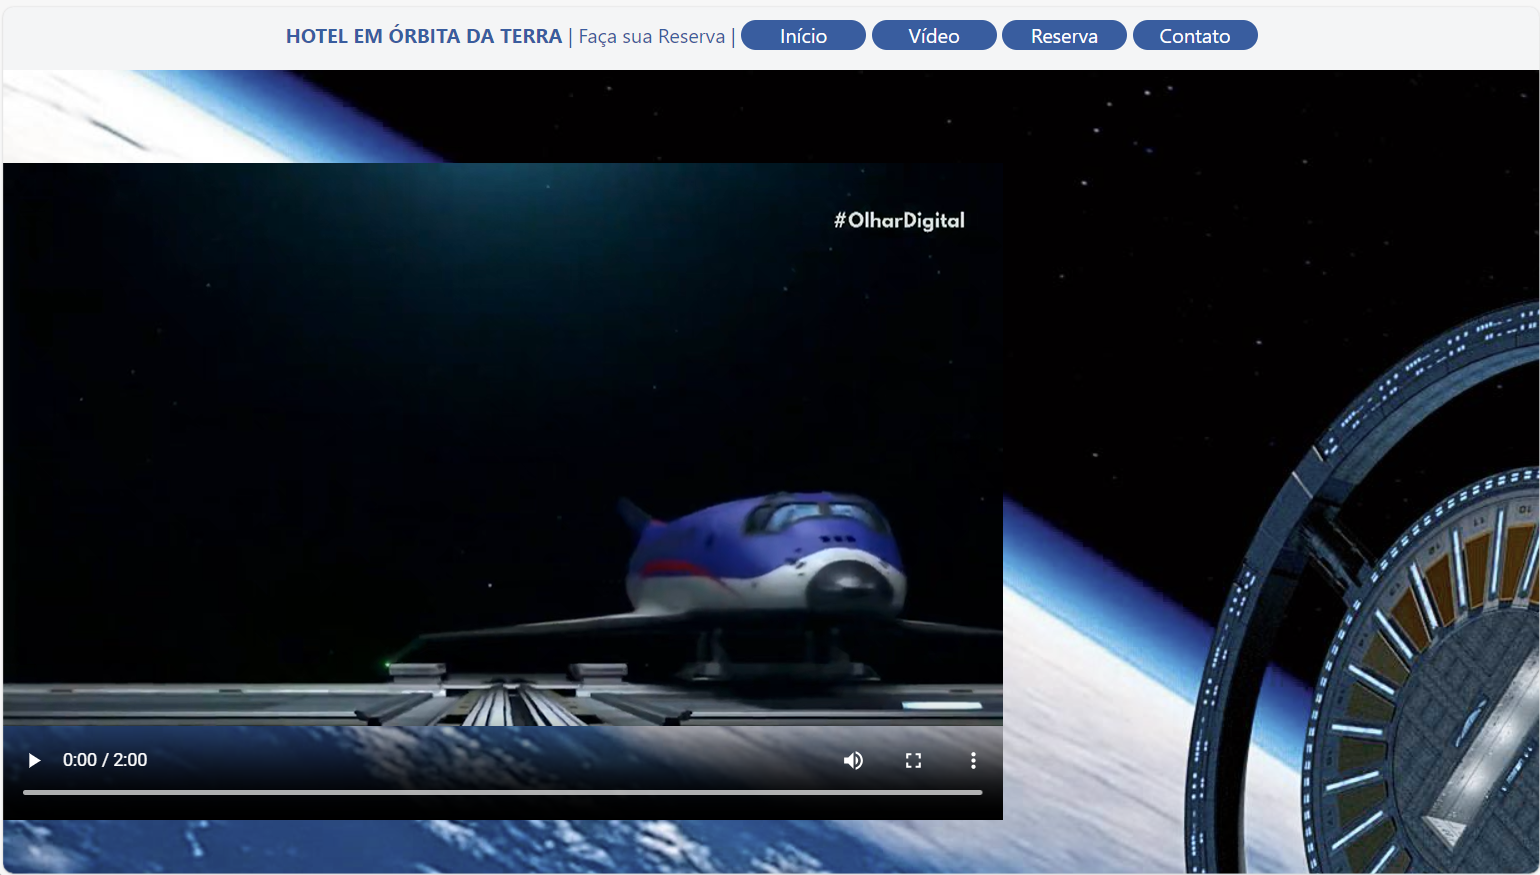 HOTEL EM ÓRBITA DA TERRA | Faça sua Reserva | Início Vídeo Reserva Contato
#OlharDigital
0:00 / 2:00